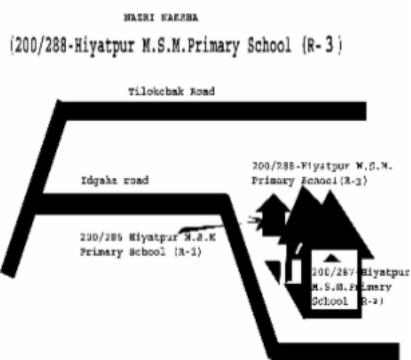 NAZRI NAKSHA
(200/288-Hiyatpur M.S.M.Primary School (R-3)
Tilokchak Road
200/288-Hiyatpur M.S.M.
Primary School(R-3)
Idgaha road
200/286 Hiyatpur M.S.M
Primary School (R-1)
200/287-Hiyatpur
M.S.M.Primary
School (R-2)